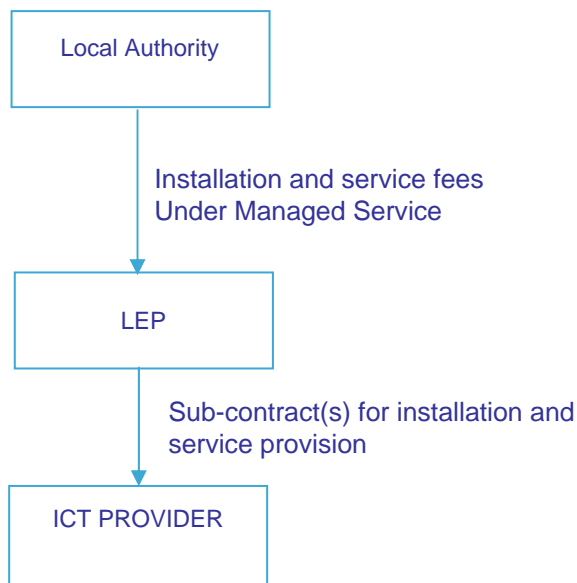 Local Authority
Installation and service fees
Under Managed Service
LEP
Sub-contract(s) for installation and
service provision
ICT PROVIDER